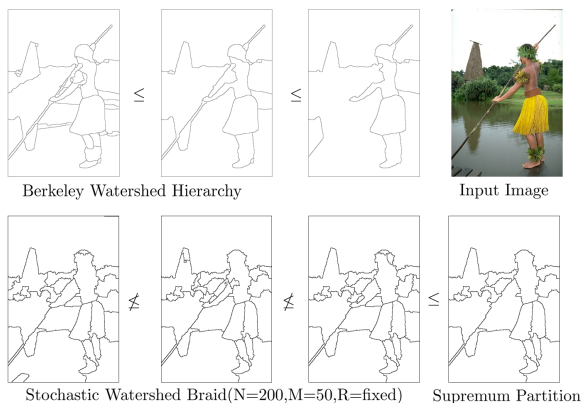 ≤ ≤
Berkeley Watershed Hierarchy Input Image
≰ ≰ ≤
Stochastic Watershed Braid(N=200,M=50,R=fixed) Supremum Partition